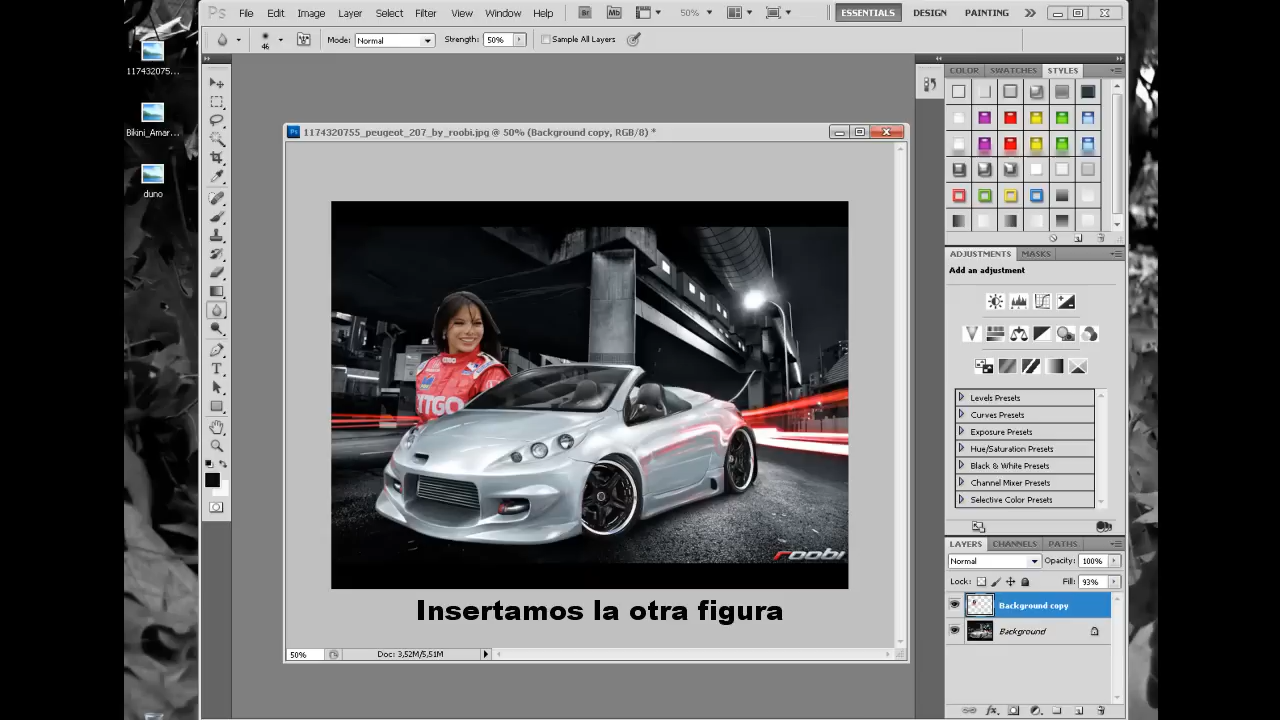 Ps File Edit Image Layer Select Filter View Window Help Br Mb 50% ESSENTIALS DESIGN PAINTING
46 Mode: Normal Strength: 50% Sample All Layers
117432075...
Bikini_Amar...
duno
1174320755_peugeot_207_by_roobi.jpg @ 50% (Background copy, RGB/8) *
roobi
Insertamos la otra figura
50% Doc: 3,52M/5,51M
COLOR SWATCHES STYLES
ADJUSTMENTS MASKS
Add an adjustment
Levels Presets
Curves Presets
Exposure Presets
Hue/Saturation Presets
Black & White Presets
Channel Mixer Presets
Selective Color Presets
LAYERS CHANNELS PATHS
Normal Opacity: 100%
Lock: Fill: 93%
Background copy
Background